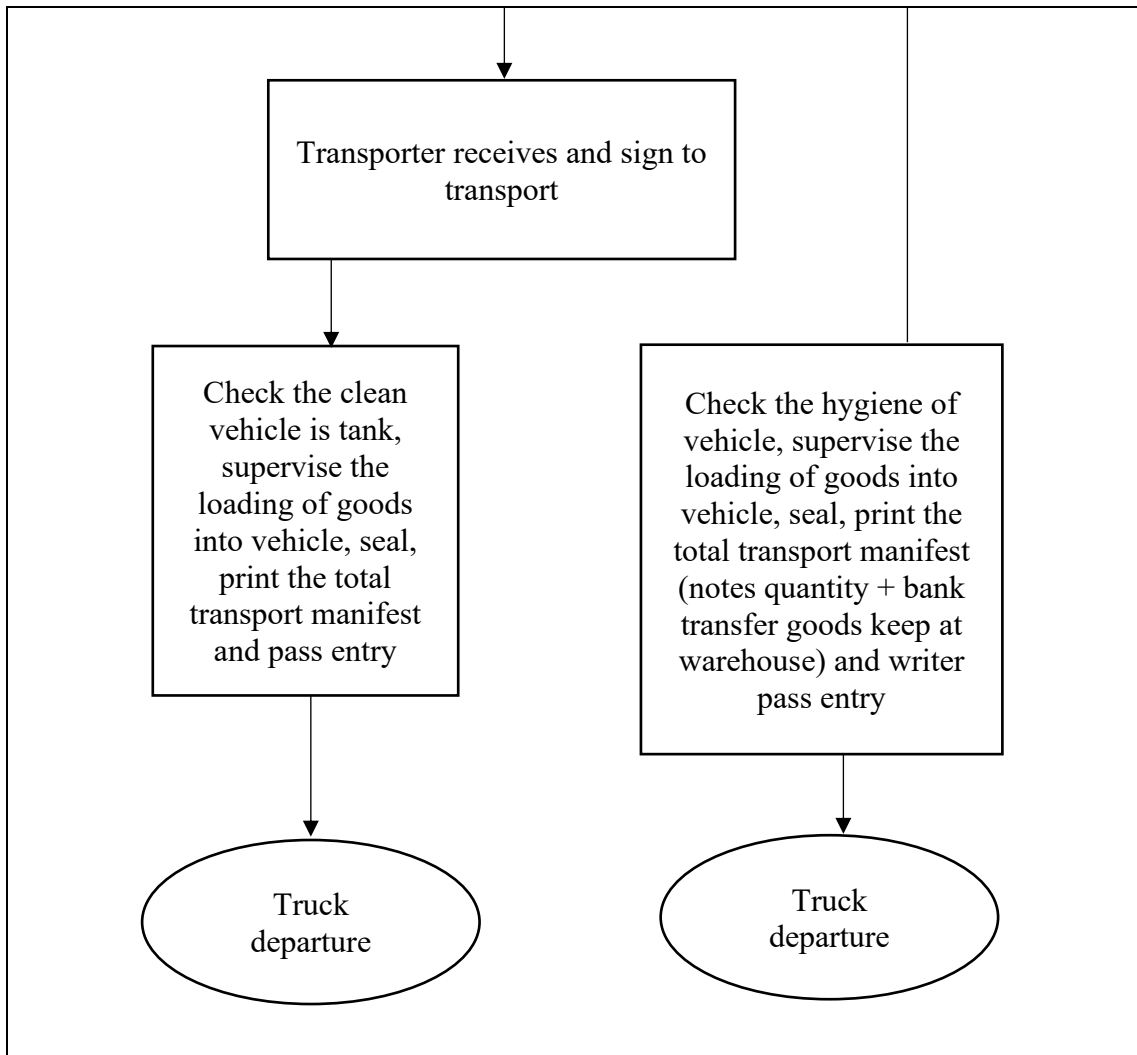 Transporter receives and sign to
transport
Check the clean
vehicle is tank,
supervise the
loading of goods
into vehicle, seal,
print the total
transport manifest
and pass entry
Check the hygiene of
vehicle, supervise the
loading of goods into
vehicle, seal, print the
total transport manifest
(notes quantity + bank
transfer goods keep at
warehouse) and writer
pass entry
Truck
departure
Truck
departure